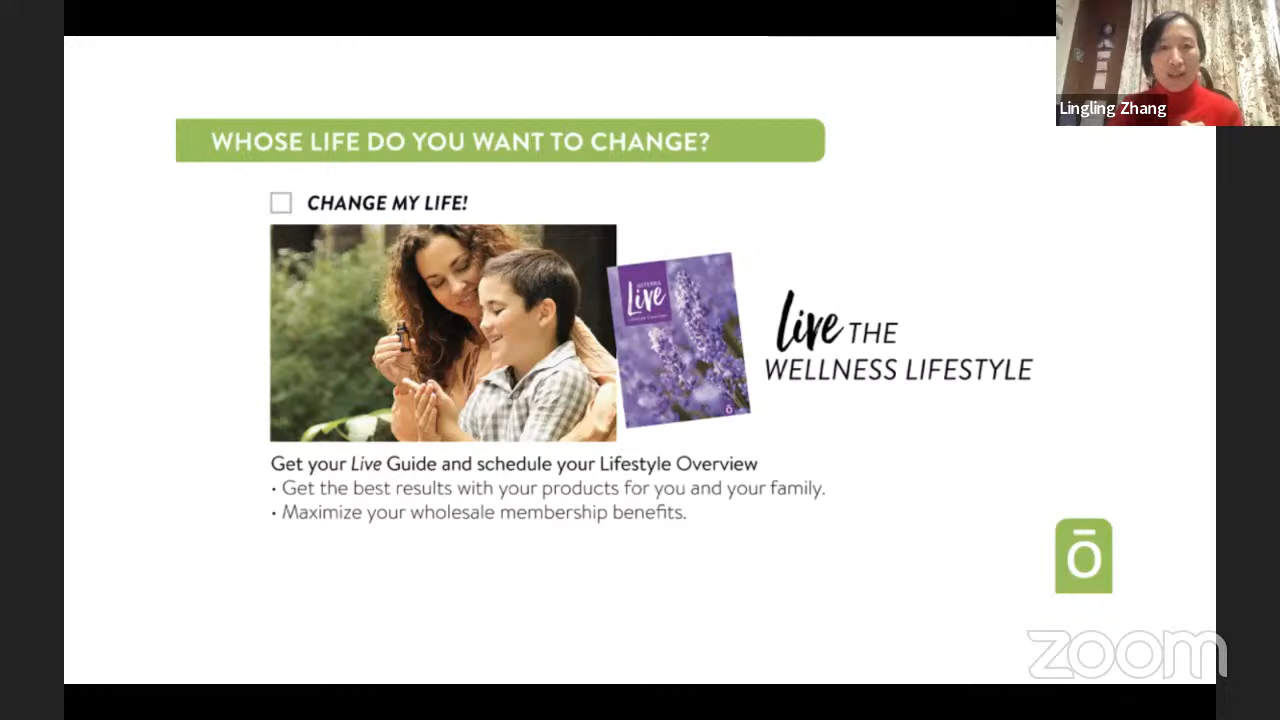 Lingling Zhang
WHOSE LIFE DO YOU WANT TO CHANGE?
CHANGE MY LIFE!
Live
Live THE
WELLNESS LIFESTYLE
Get your Live Guide and schedule your Lifestyle Overview
• Get the best results with your products for you and your family.
• Maximize your wholesale membership benefits.
ō
zoom